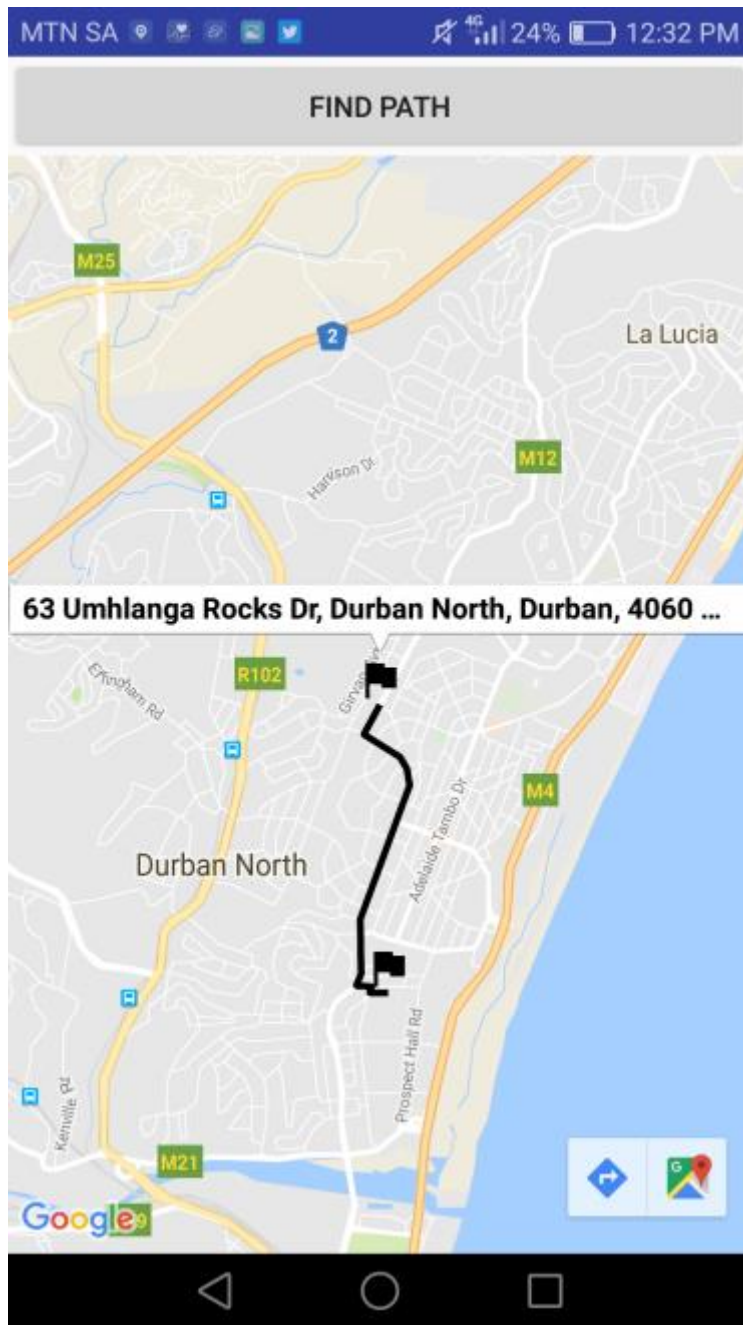 MTN SA 4G 24% 12:32 PM
FIND PATH
M25
2
La Lucia
M12
Harkson Dr
63 Umhlanga Rocks Dr, Durban North, Durban, 4060 ...
Effingham Rd
R102
M4
Adelaide Tambo Dr
Durban North
Prospect Hall Rd
Kenville Rd
M21
Google